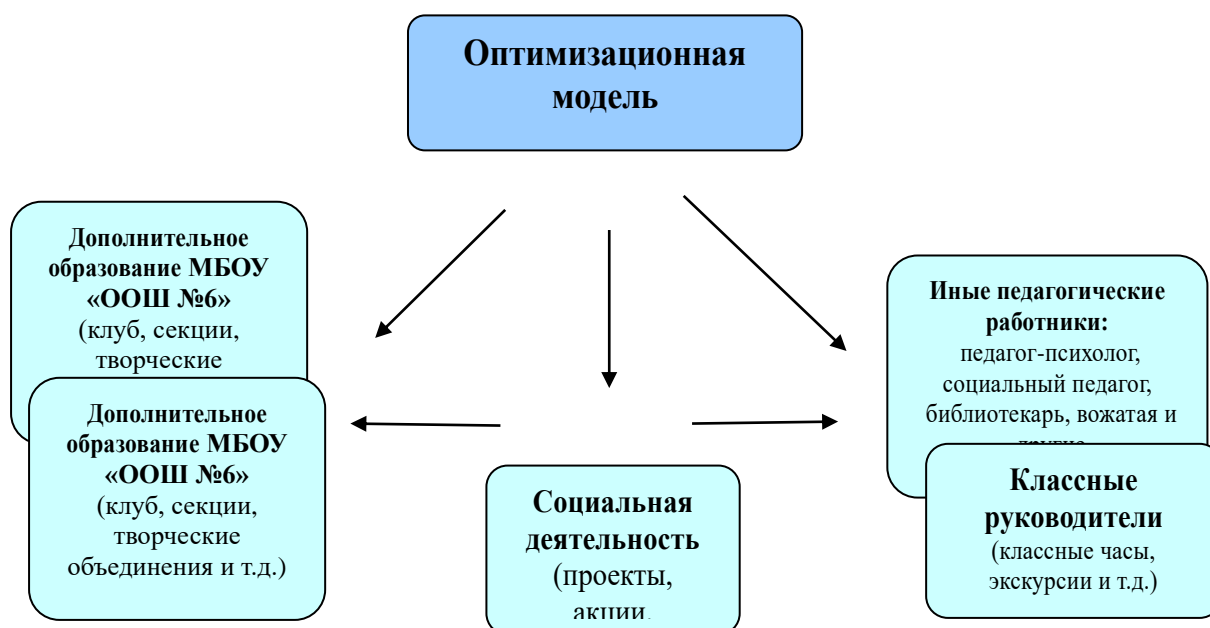 Оптимизационная
модель
Дополнительное
образование МБОУ
«ООШ №6»
(клуб, секции,
творческие
Дополнительное
образование МБОУ
«ООШ №6»
(клуб, секции,
творческие
объединения и т.д.)
Социальная
деятельность
(проекты,
акции,
Иные педагогические
работники:
педагог-психолог,
социальный педагог,
библиотекарь, вожатая и
другие
Классные
руководители
(классные часы,
экскурсии и т.д.)